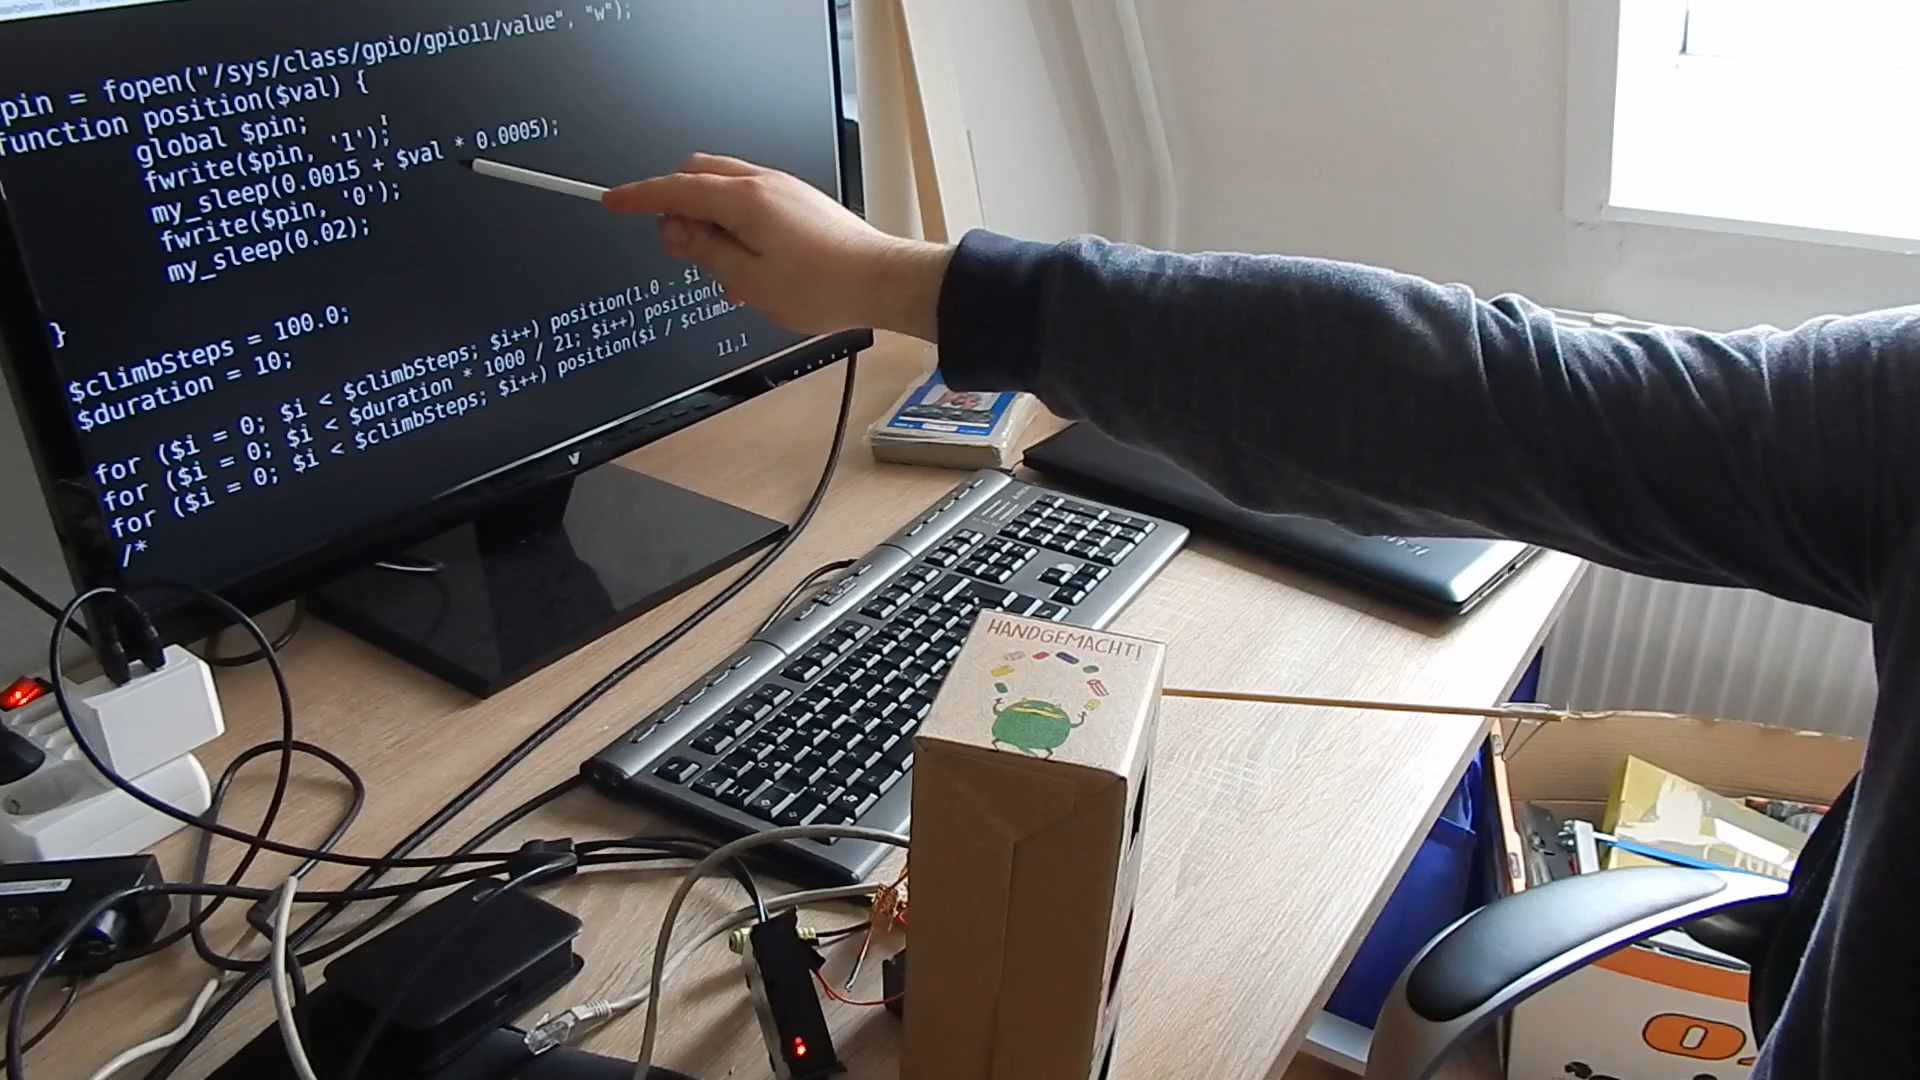 pin = fopen("/sys/class/gpio/gpio11/value", "w");
function position($val) {
global $pin;
fwrite($pin, '1');
my_sleep(0.0015 + $val * 0.0005);
fwrite($pin, '0');
my_sleep(0.02);
}
$climbSteps = 100.0;
$duration = 10;
for ($i = 0; $i < $climbSteps; $i++) position(1.0 - $i
for ($i = 0; $i < $duration * 1000 / 21; $i++) position(
for ($i = 0; $i < $climbSteps; $i++) position($i / $climbS
/*
11,1
HANDGEMACHT!